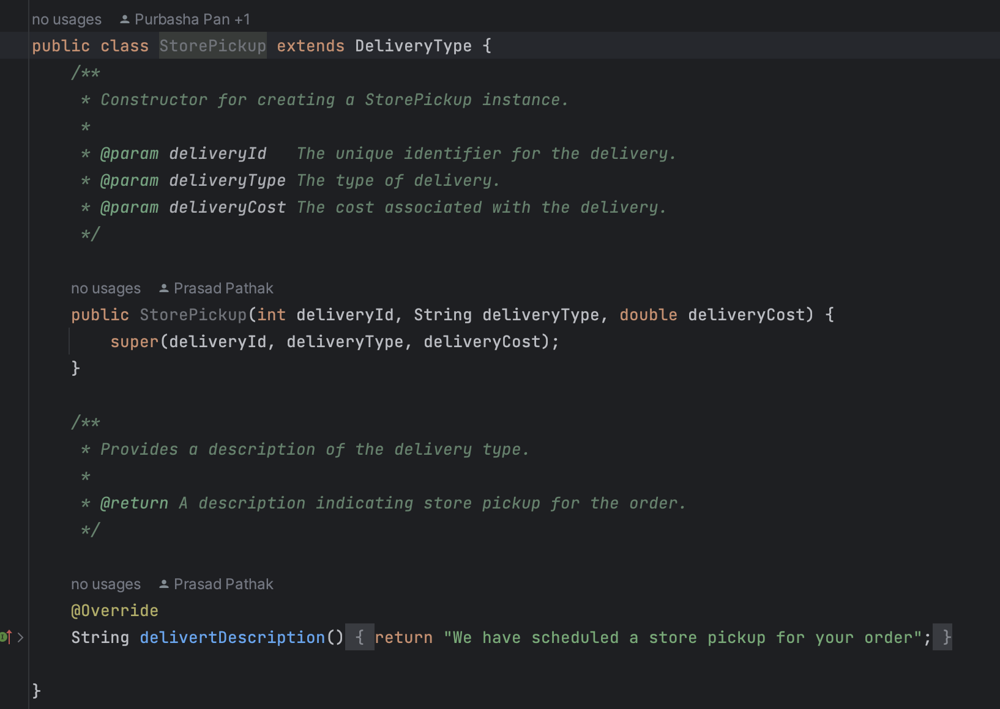 no usages Purbasha Pan +1
public class StorePickup extends DeliveryType {
/**
* Constructor for creating a StorePickup instance.
*
* @param deliveryId   The unique identifier for the delivery.
* @param deliveryType The type of delivery.
* @param deliveryCost The cost associated with the delivery.
*/
no usages Prasad Pathak
public StorePickup(int deliveryId, String deliveryType, double deliveryCost) {
super(deliveryId, deliveryType, deliveryCost);
}
/**
* Provides a description of the delivery type.
*
* @return A description indicating store pickup for the order.
*/
no usages Prasad Pathak
@Override
String delivertDescription() { return "We have scheduled a store pickup for your order"; }
}